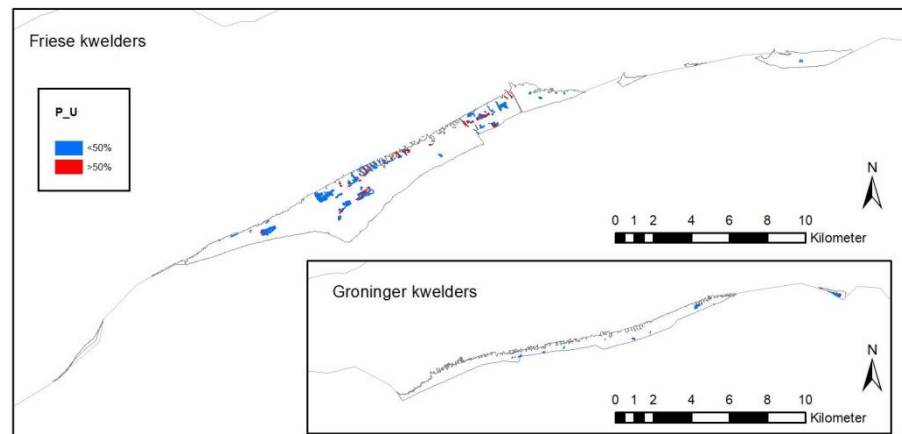 Friese kwelders
P_U
<50%
>50%
N
0 1 2 4 6 8 10
Kilometer
Groninger kwelders
N
0 1 2 4 6 8 10
Kilometer